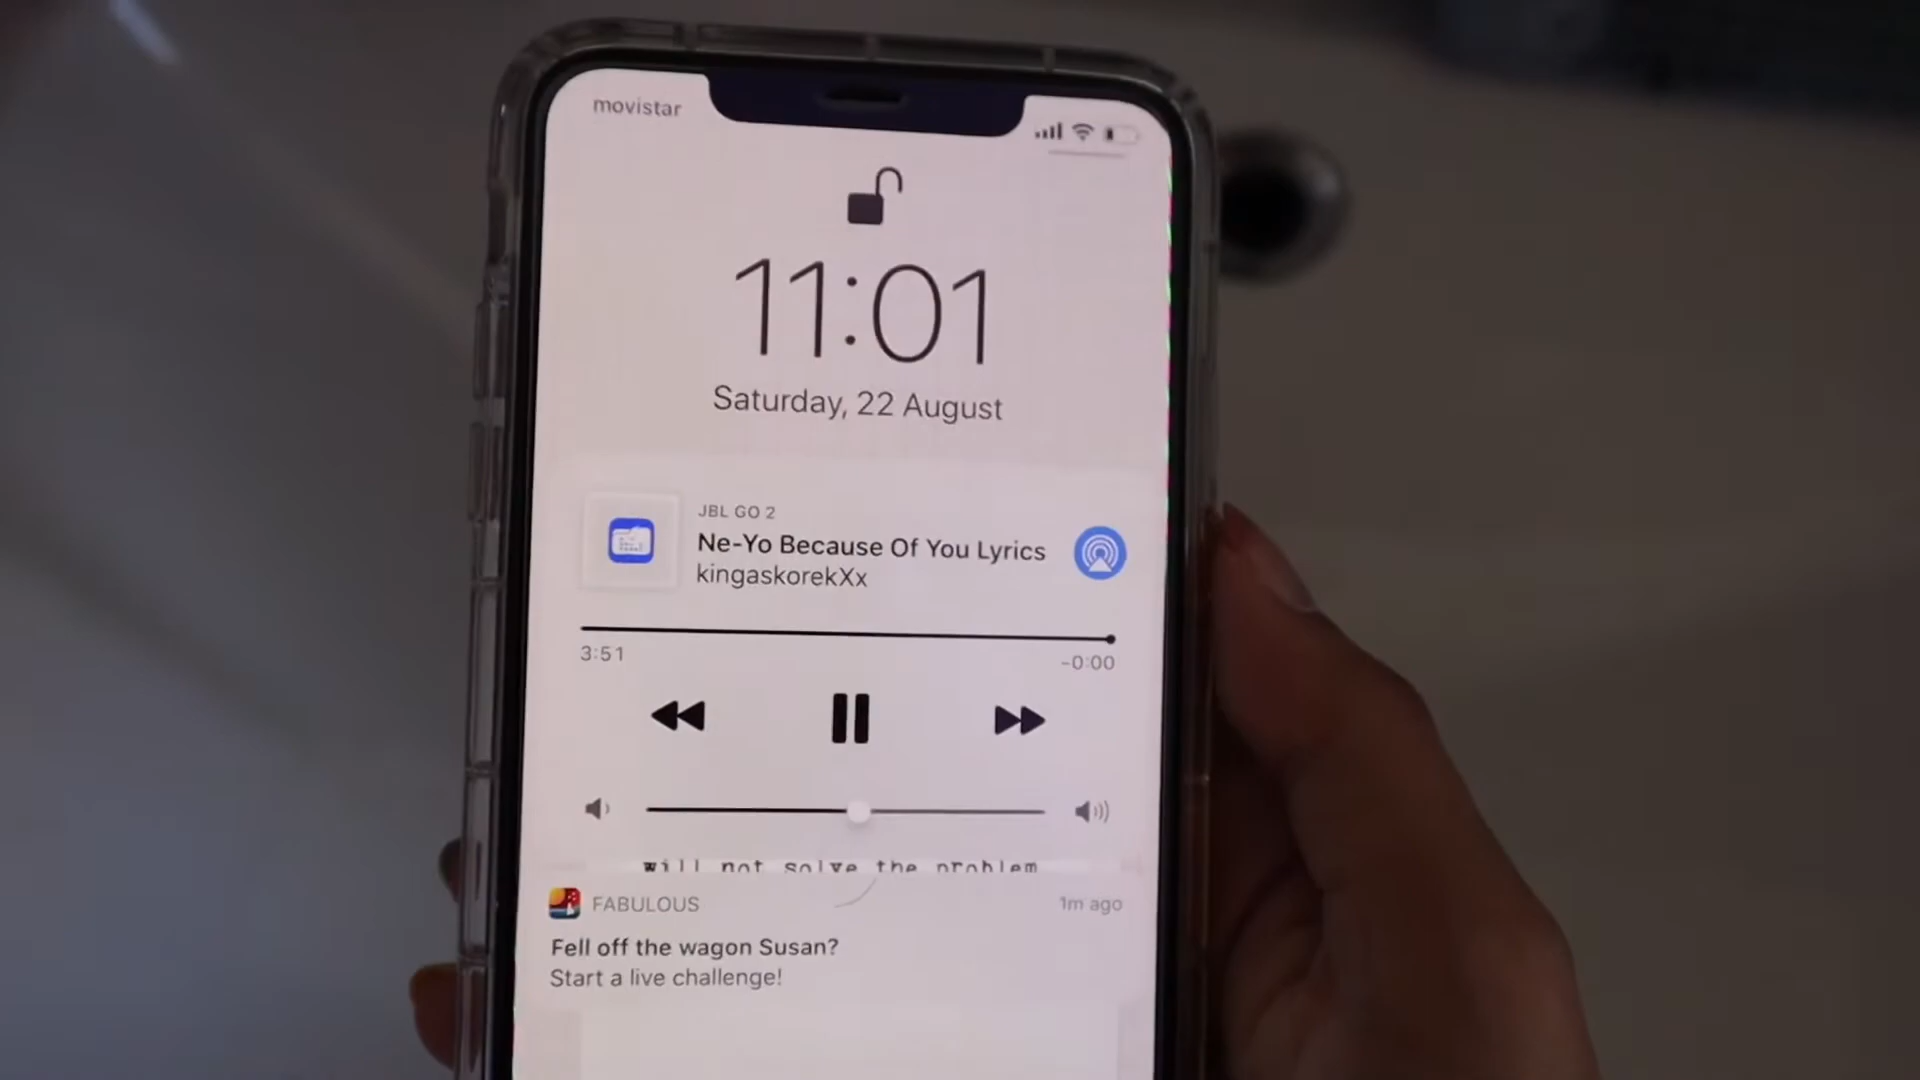 movistar
11:01
Saturday, 22 August
JBL GO 2
Ne-Yo Because Of You Lyrics
kingaskorekXx
3:51
-0:00
will not solve the problem
FABULOUS
1m ago
Fell off the wagon Susan?
Start a live challenge!